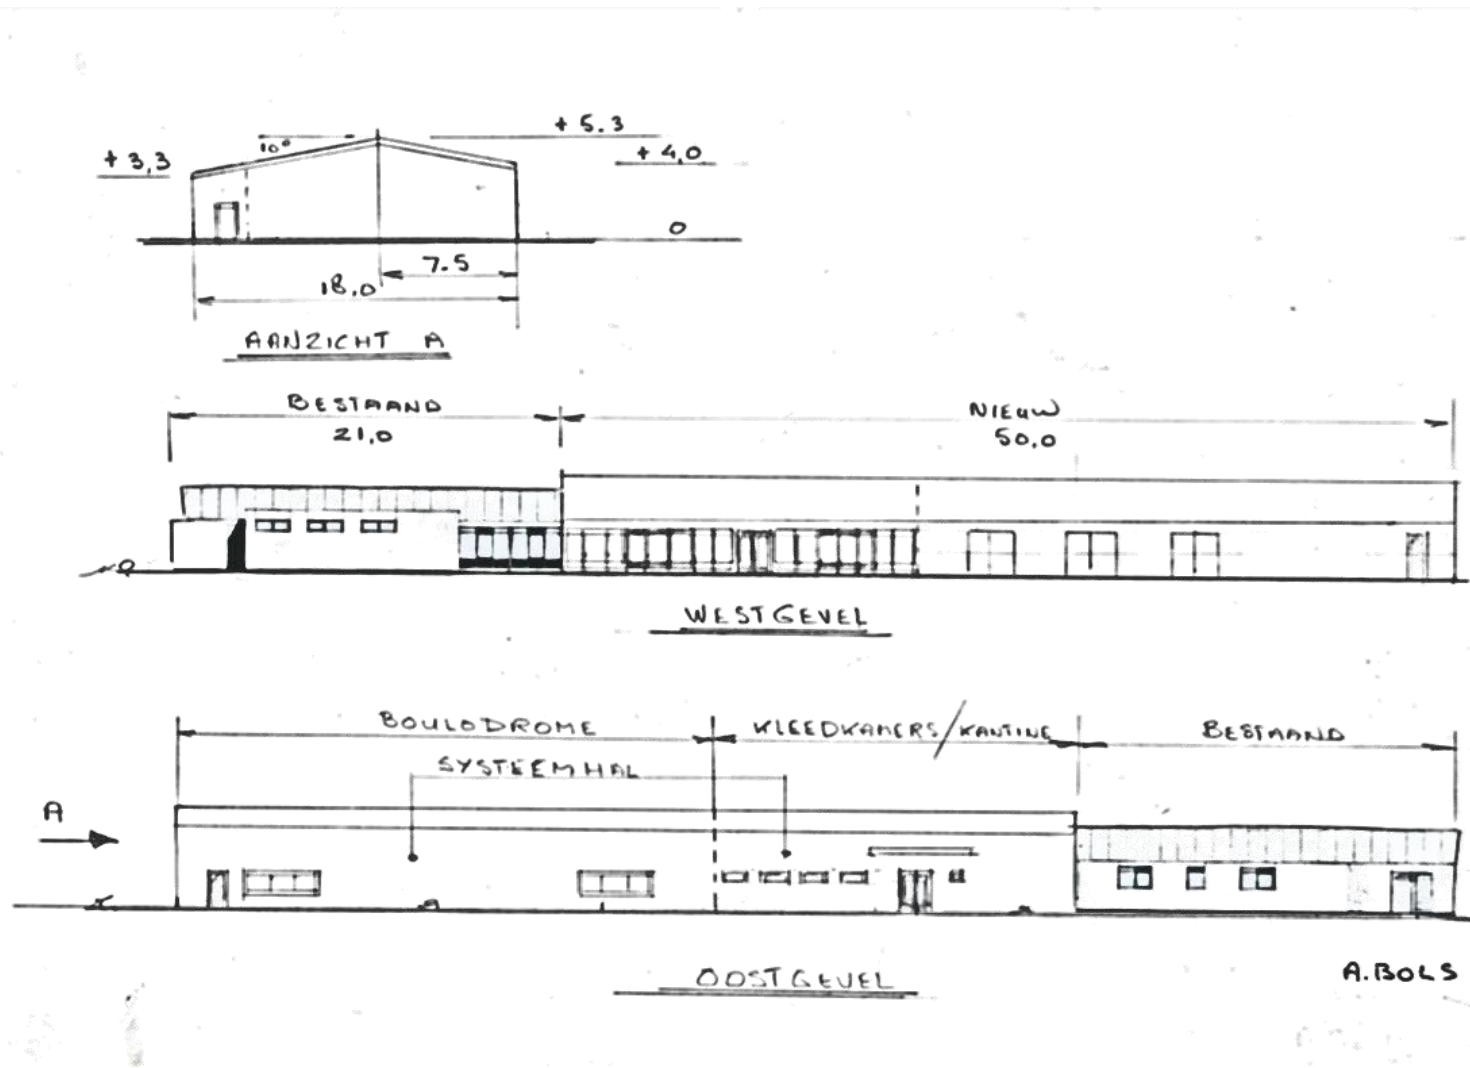 + 5.3
10°
+ 3,3
+ 4,0
0
7.5
18,0
AANZICHT A
BESTAAND
21,0
NIEUW
50,0
WESTGEVEL
BOULODROME
KLEEDKAMERS/KANTINE
BESTAAND
SYSTEEMHAL
A
OOSTGEVEL
A.BOLS